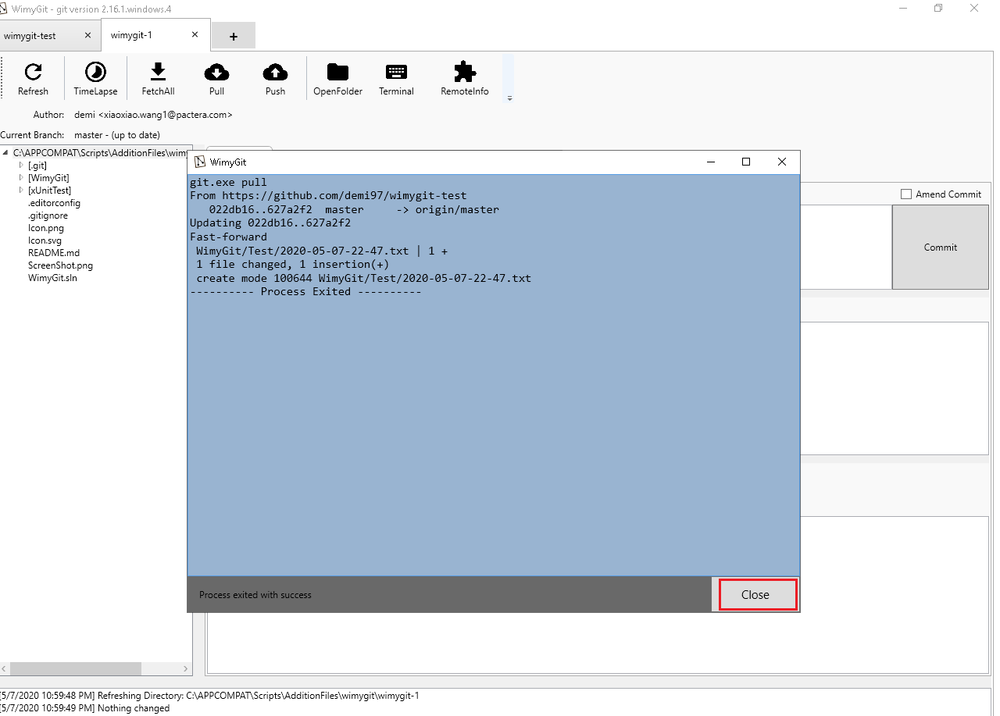 WimyGit - git version 2.16.1.windows.4
wimygit-test
wimygit-1
+
Refresh
TimeLapse
FetchAll
Pull
Push
OpenFolder
Terminal
RemoteInfo
Author: demi <xiaoxiao.wang1@pactera.com>
Current Branch: master - (up to date)
C:\APPCOMPAT\Scripts\AdditionFiles\wimy
[.git]
[WimyGit]
[xUnitTest]
.editorconfig
.gitignore
Icon.png
Icon.svg
README.md
ScreenShot.png
WimyGit.sln
WimyGit
git.exe pull
From https://github.com/demi97/wimygit-test
022db16..627a2f2 master -> origin/master
Updating 022db16..627a2f2
Fast-forward
WimyGit/Test/2020-05-07-22-47.txt | 1 +
1 file changed, 1 insertion(+)
create mode 100644 WimyGit/Test/2020-05-07-22-47.txt
---------- Process Exited ----------
Process exited with success
Close
Amend Commit
Commit
[5/7/2020 10:59:48 PM] Refreshing Directory: C:\APPCOMPAT\Scripts\AdditionFiles\wimygit\wimygit-1
[5/7/2020 10:59:49 PM] Nothing changed